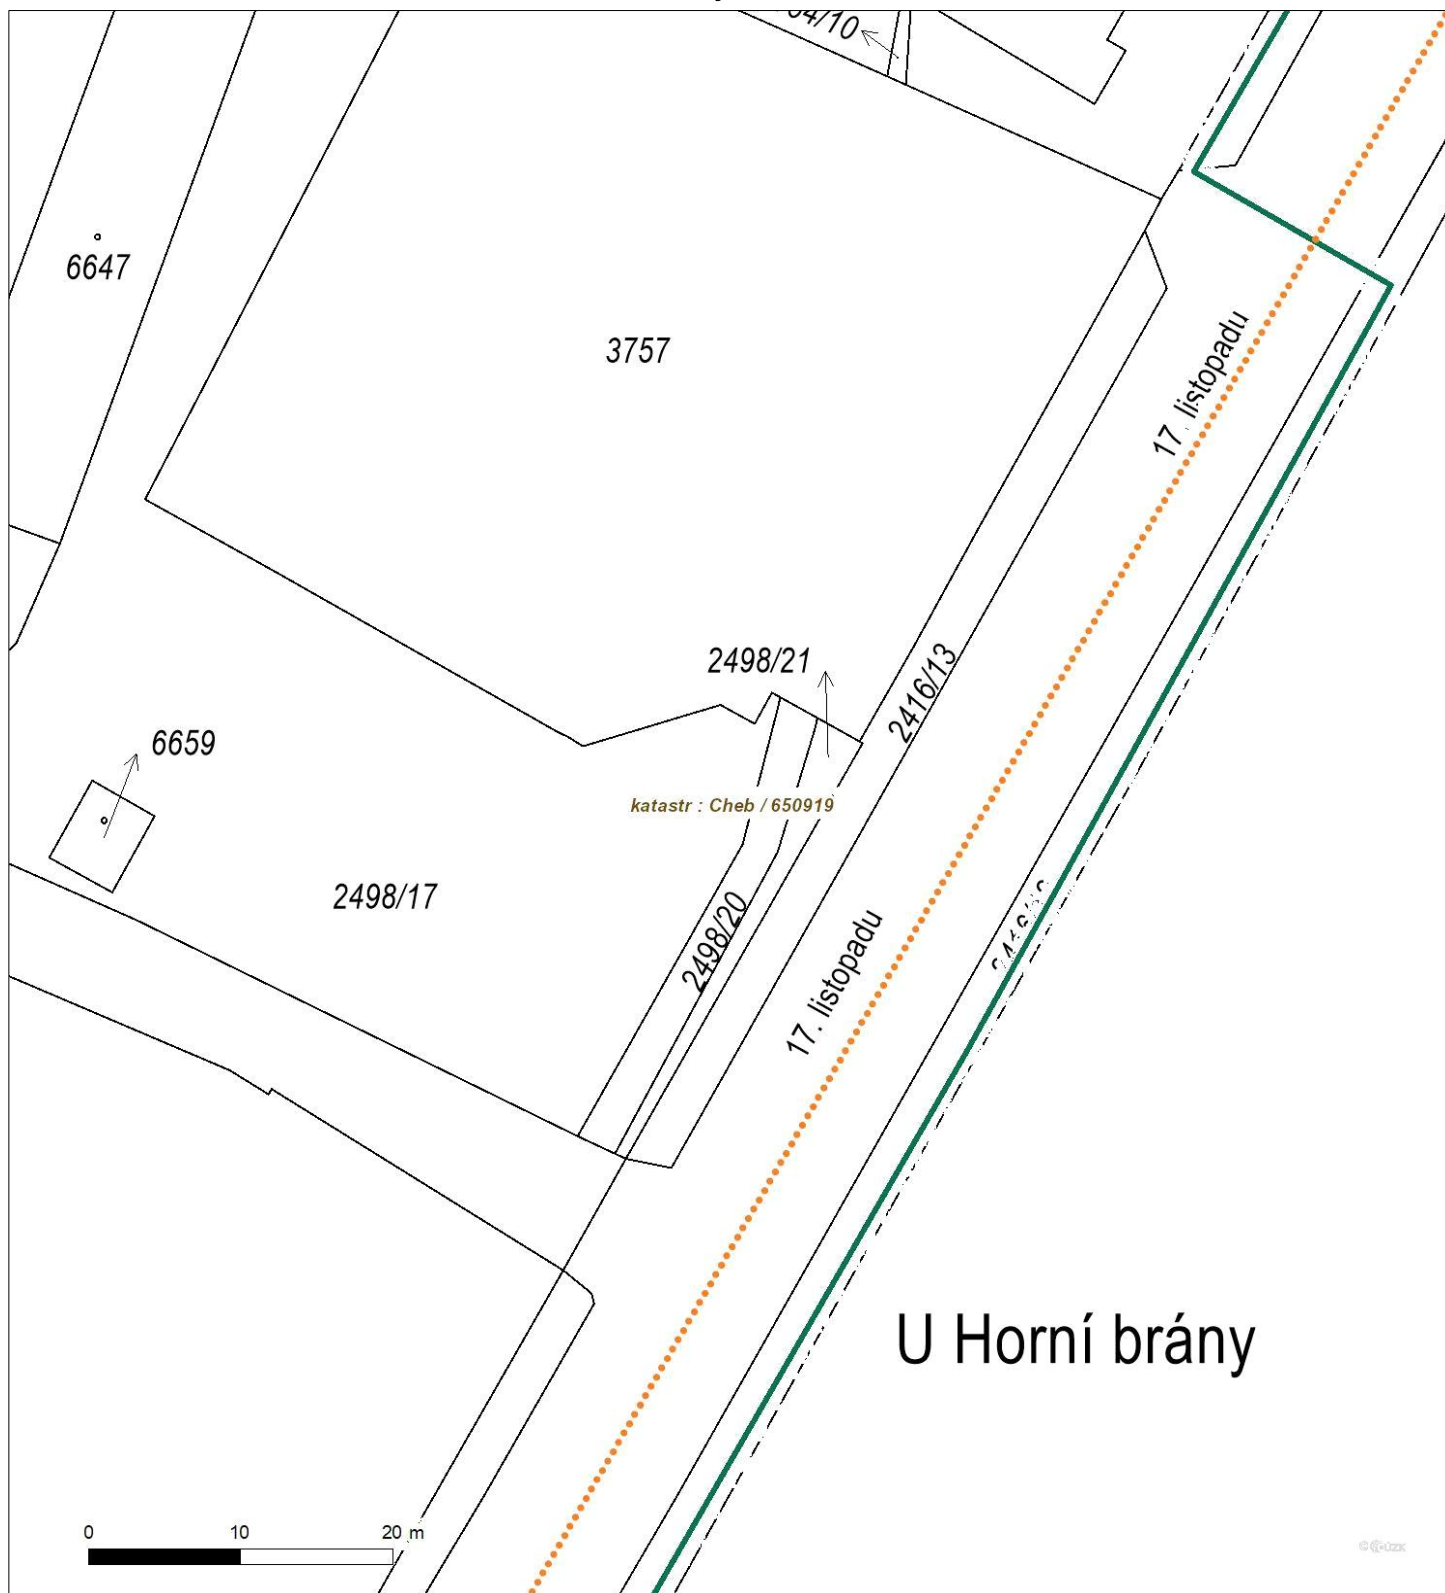 6647
3757
17. listopadu
2498/21
2416/13
6659
katastr : Cheb / 650919
2498/17
2498/20
17. listopadu
U Horní brány
0 10 20 m